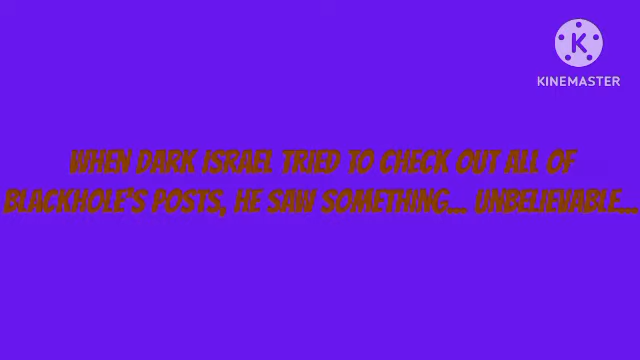 KINEMASTER
WHEN DARK ISRAEL TRIED TO CHECK OUT ALL OF
BLACKHOLE'S POSTS, HE SAW SOMETHING... UNBELIEVABLE...